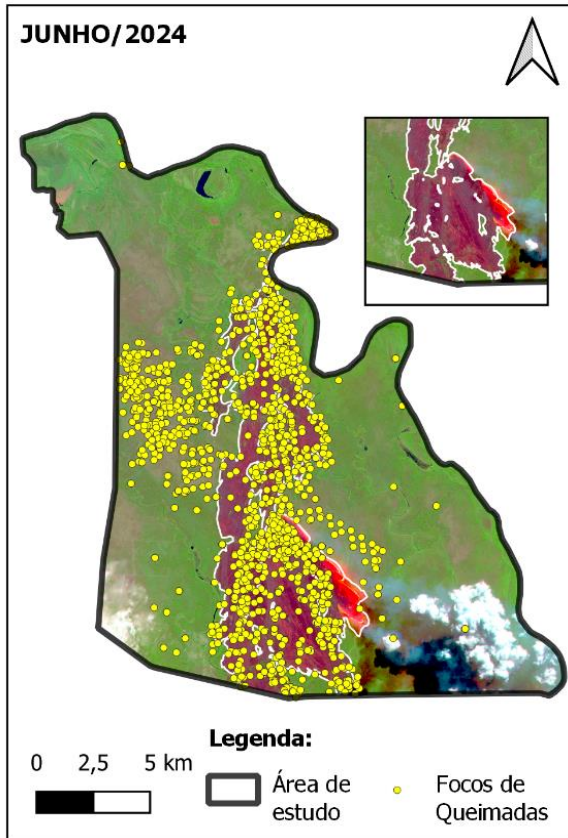 JUNHO/2024
Legenda:
0 2,5 5 km
Área de
estudo
Focos de
Queimadas